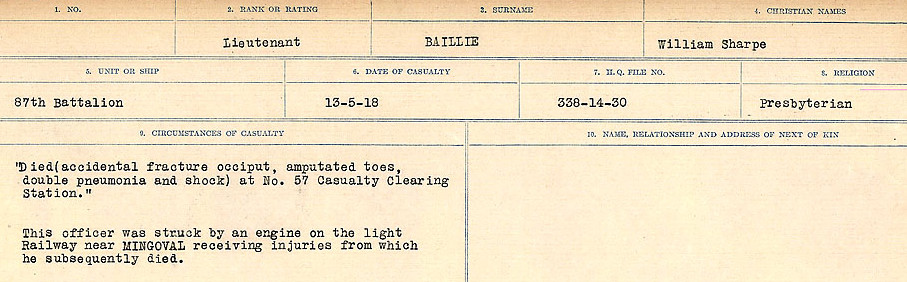 1. NO.
2. RANK OR RATING
3. SURNAME
4. CHRISTIAN NAMES
Lieutenant
BAILLIE
William Sharpe
5. UNIT OR SHIP
6. DATE OF CASUALTY
7. H.Q. FILE NO.
8. RELIGION
87th Battalion
13-5-18
338-14-30
Presbyterian
9. CIRCUMSTANCES OF CASUALTY
10. NAME, RELATIONSHIP AND ADDRESS OF NEXT OF KIN
"Died(accidental fracture occiput, amputated toes,
double pneumonia and shock) at No. 57 Casualty Clearing
Station."
This officer was struck by an engine on the light
Railway near MINGOVAL receiving injuries from which
he subsequently died.